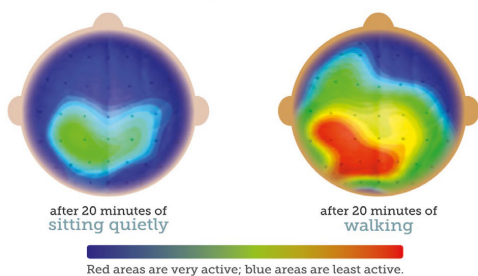 after 20 minutes of
sitting quietly
after 20 minutes of
walking
Red areas are very active; blue areas are least active.